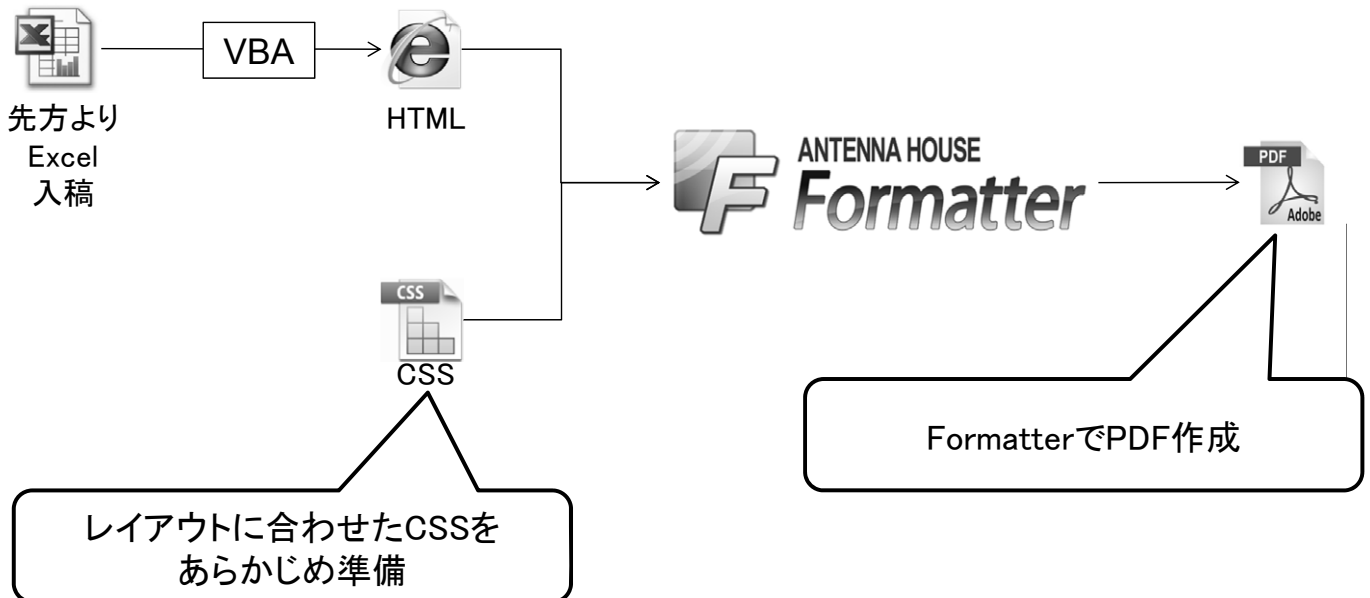 先方より
Excel
入稿
VBA
HTML
CSS
CSS
ANTENNA HOUSE
Formatter
PDF
Adobe
レイアウトに合わせたCSSを
あらかじめ準備
FormatterでPDF作成